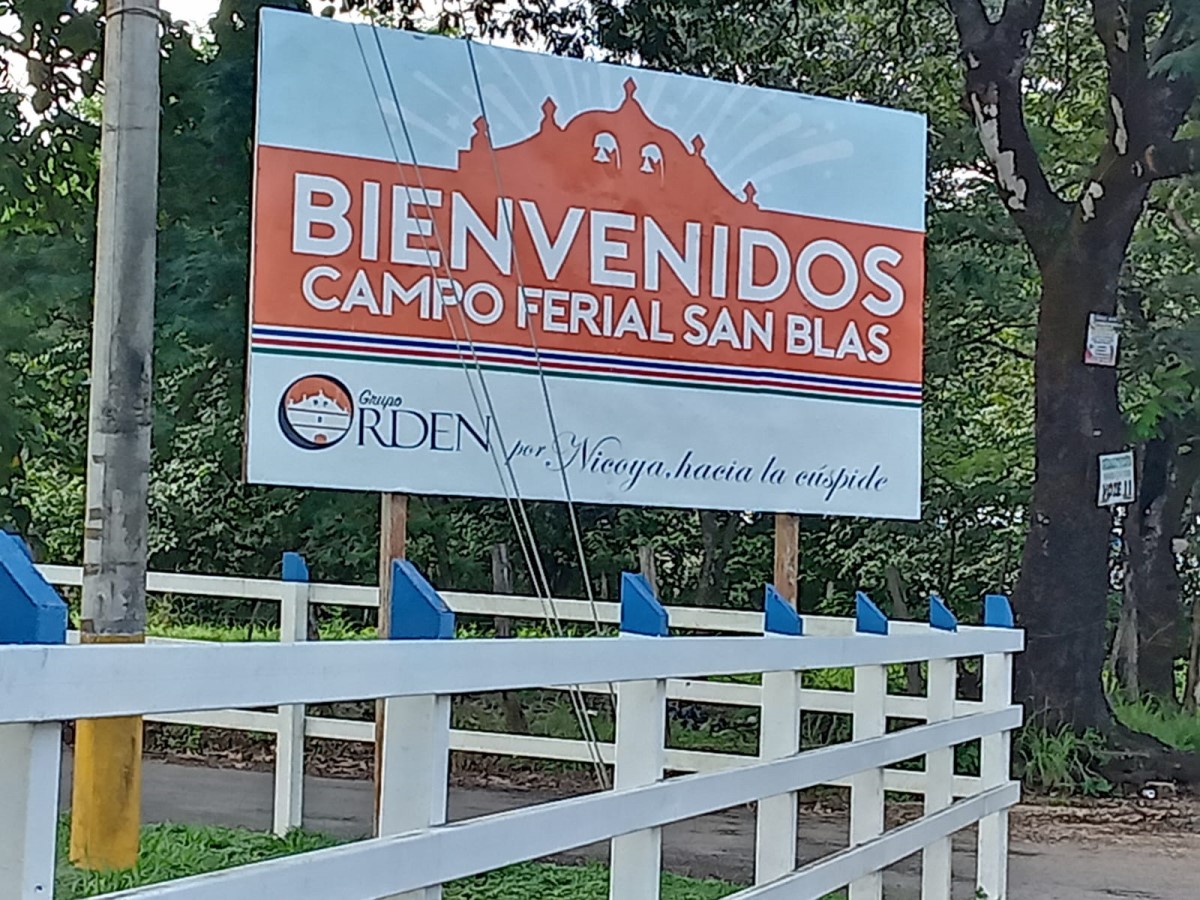 BIENVENIDOS
CAMPO FERIAL SAN BLAS
Grupo
ORDEN por Nicoya, hacia la cúspide